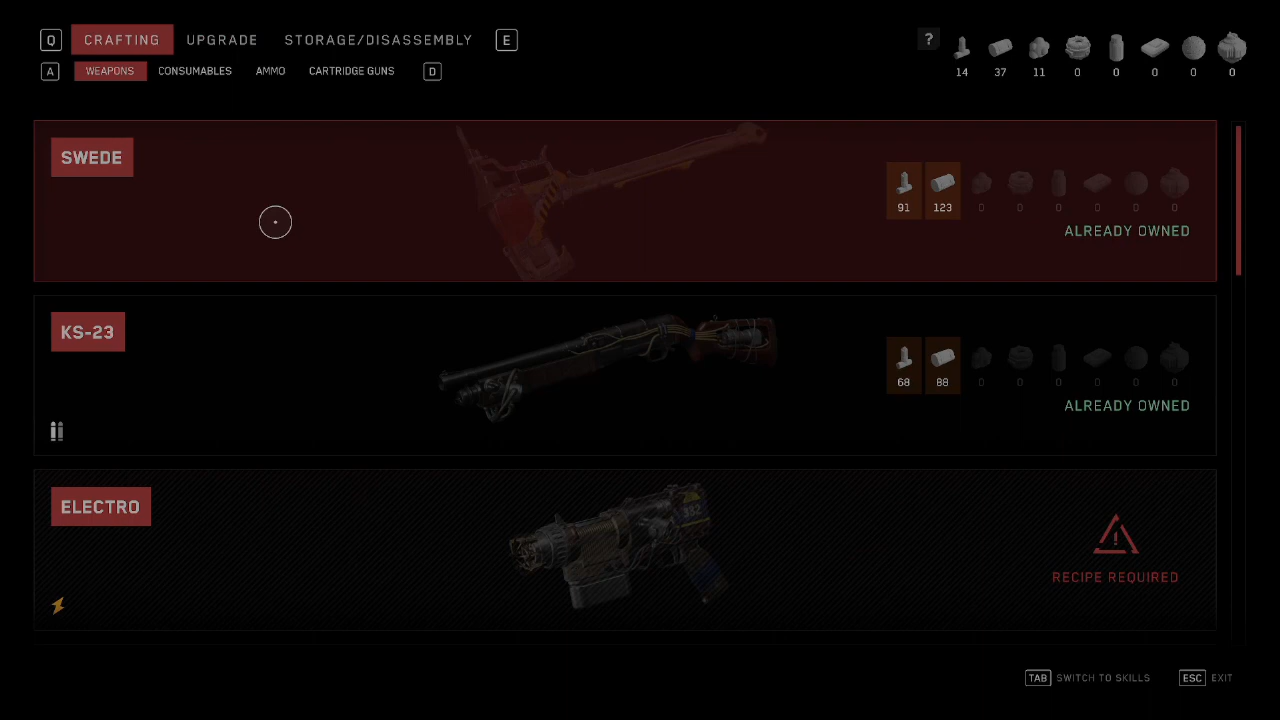 Q CRAFTING UPGRADE STORAGE/DISASSEMBLY E ?
A WEAPONS CONSUMABLES AMMO CARTRIDGE GUNS D 14 37 11 0 0 0 0 0
SWEDE
91 123 0 0 0 0 0 0
ALREADY OWNED
KS-23
68 88 0 0 0 0 0 0
ALREADY OWNED
ELECTRO
332
RECIPE REQUIRED
TAB SWITCH TO SKILLS ESC EXIT